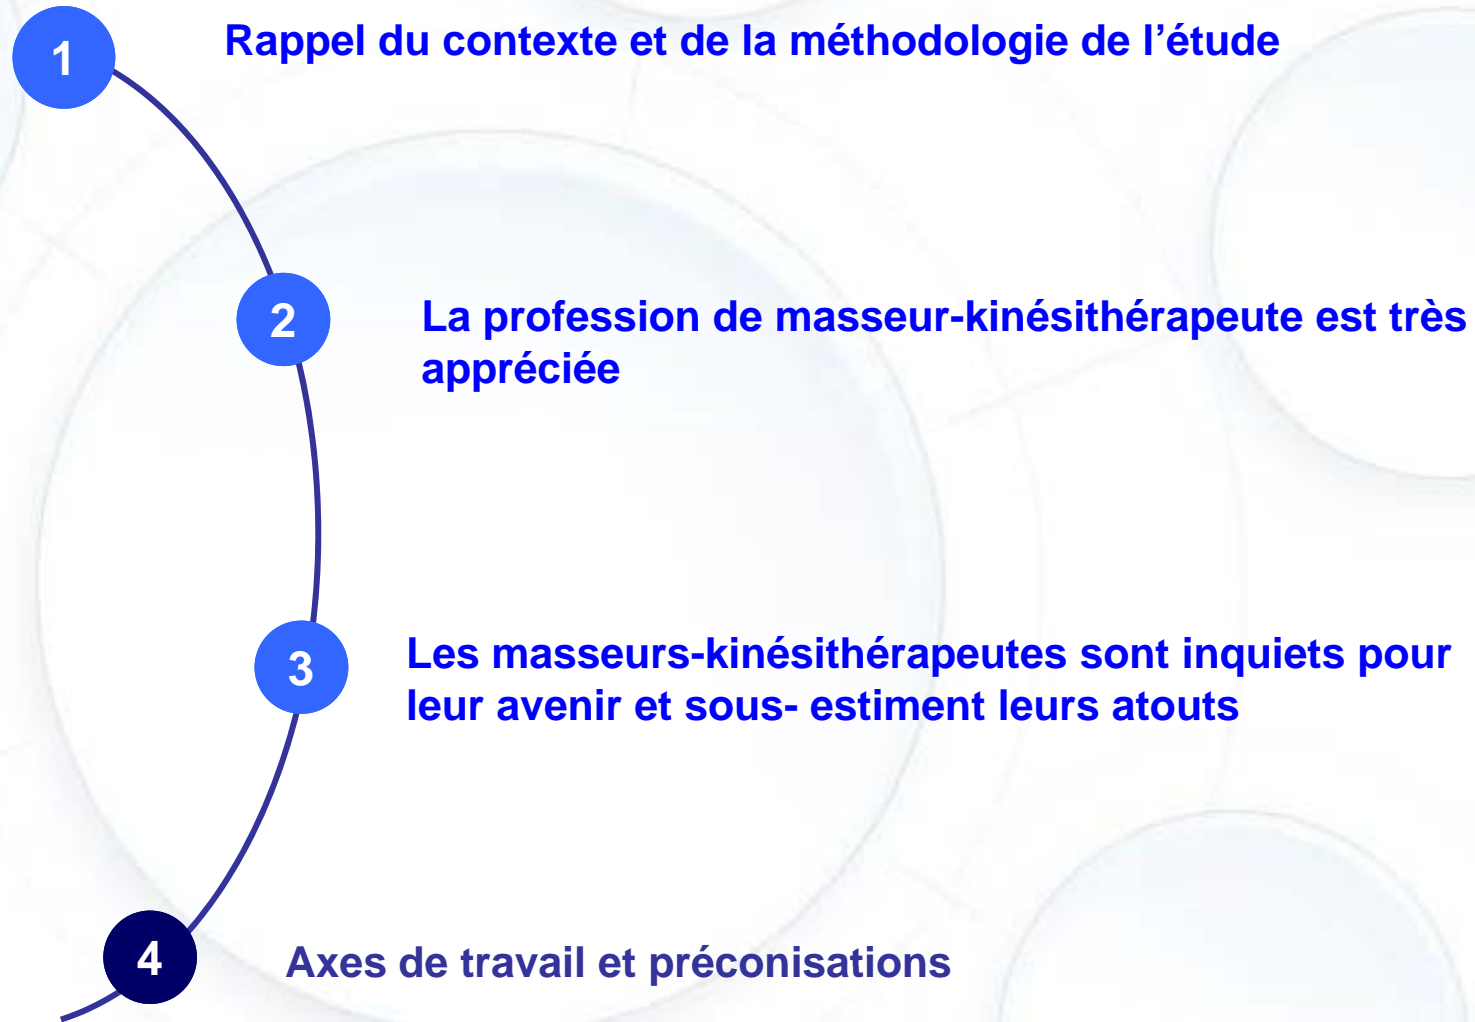 1
Rappel du contexte et de la méthodologie de l’étude
2
La profession de masseur-kinésithérapeute est très
appréciée
3
Les masseurs-kinésithérapeutes sont inquiets pour
leur avenir et sous- estiment leurs atouts
4
Axes de travail et préconisations